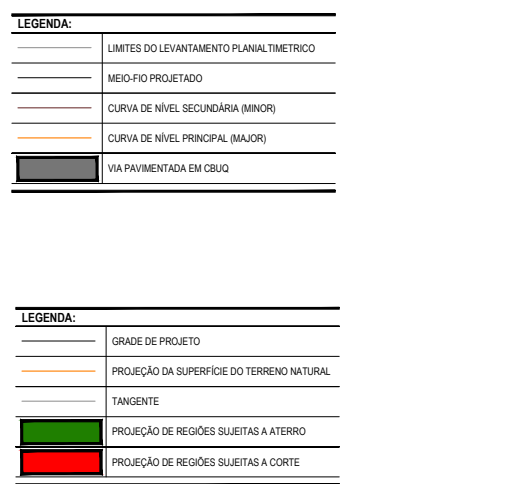 LEGENDA:
LIMITES DO LEVANTAMENTO PLANIALTIMETRICO
MEIO-FIO PROJETADO
CURVA DE NÍVEL SECUNDÁRIA (MINOR)
CURVA DE NÍVEL PRINCIPAL (MAJOR)
VIA PAVIMENTADA EM CBUQ
LEGENDA:
GRADE DE PROJETO
PROJEÇÃO DA SUPERFÍCIE DO TERRENO NATURAL
TANGENTE
PROJEÇÃO DE REGIÕES SUJEITAS A ATERRO
PROJEÇÃO DE REGIÕES SUJEITAS A CORTE